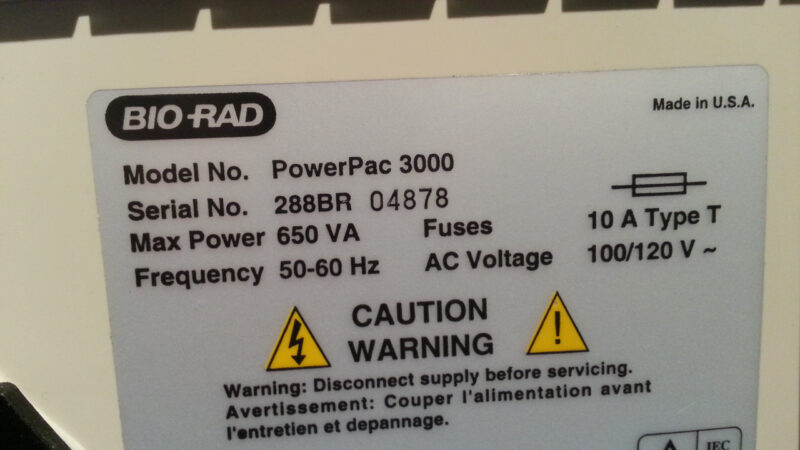 BIO-RAD
Made in U.S.A.
Model No. PowerPac 3000
Serial No. 288BR 04878
Max Power 650 VA Fuses 10 A Type T
Frequency 50-60 Hz AC Voltage 100/120 V ~
CAUTION
WARNING
Warning: Disconnect supply before servicing.
Avertissement: Couper l'alimentation avant
l'entretien et depannage.
IEC